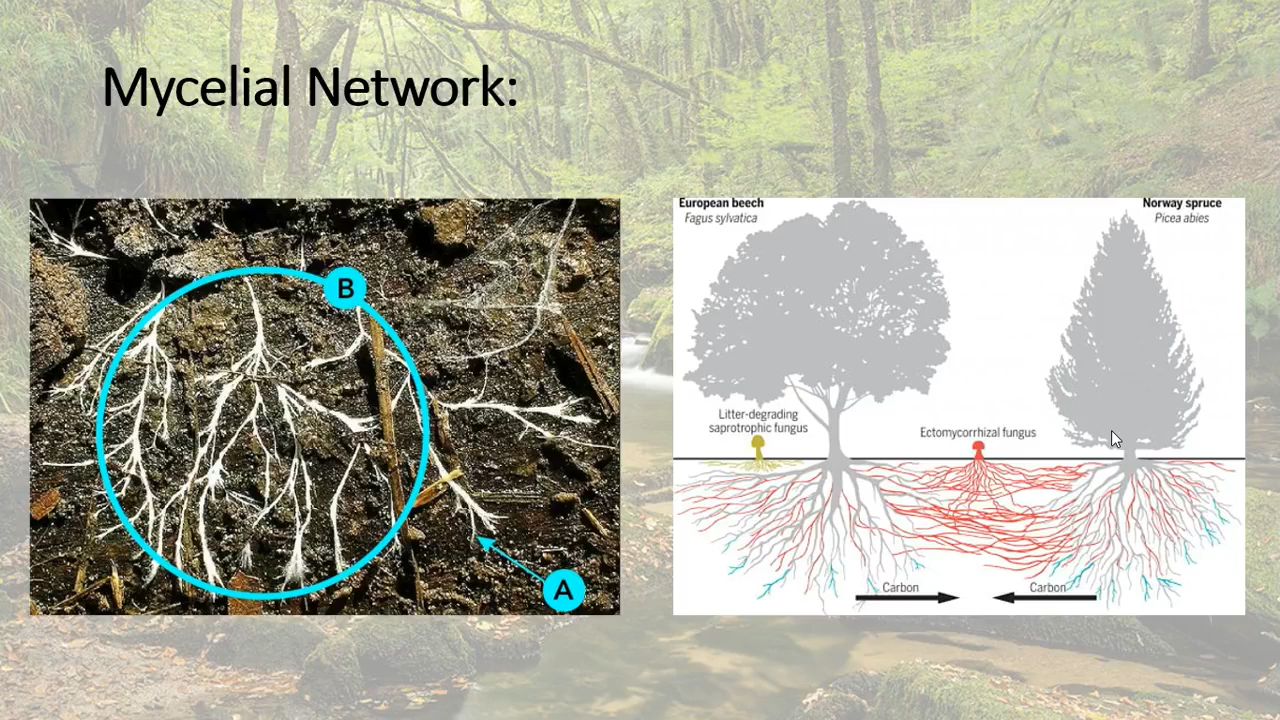 Mycelial Network:
B
A
European beech
Fagus sylvatica
Norway spruce
Picea abies
Litter-degrading
saprotrophic fungus
Ectomycorrhizal fungus
Carbon
Carbon